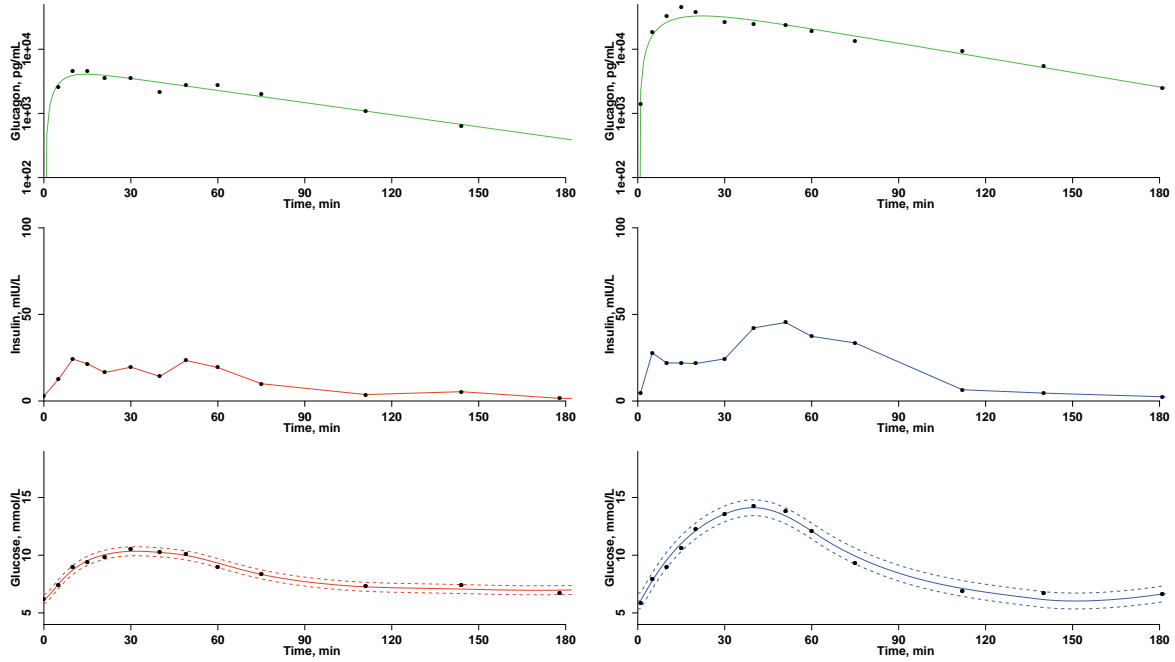 Glucagon, pg/mL
1e+04
1e+03
1e+02
0 30 60 90 120 150 180
Time, min
Glucagon, pg/mL
1e+04
1e+03
1e+02
0 30 60 90 120 150 180
Time, min
Insulin, mIU/L
100
50
0
0 30 60 90 120 150 180
Time, min
Insulin, mIU/L
100
50
0
0 30 60 90 120 150 180
Time, min
Glucose, mmol/L
15
10
5
0 30 60 90 120 150 180
Time, min
Glucose, mmol/L
15
10
5
0 30 60 90 120 150 180
Time, min